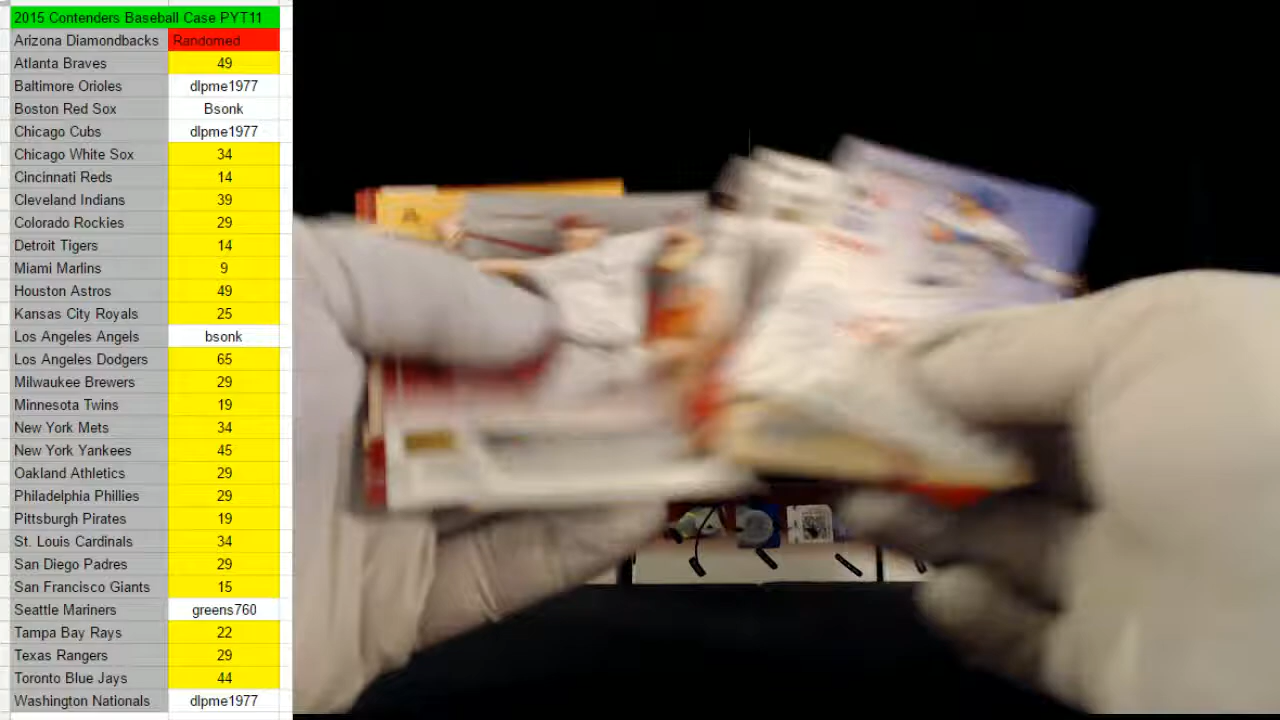 2015 Contenders Baseball Case PYT11
Arizona Diamondbacks Randomed
Atlanta Braves 49
Baltimore Orioles dlpme1977
Boston Red Sox Bsonk
Chicago Cubs dlpme1977
Chicago White Sox 34
Cincinnati Reds 14
Cleveland Indians 39
Colorado Rockies 29
Detroit Tigers 14
Miami Marlins 9
Houston Astros 49
Kansas City Royals 25
Los Angeles Angels bsonk
Los Angeles Dodgers 65
Milwaukee Brewers 29
Minnesota Twins 19
New York Mets 34
New York Yankees 45
Oakland Athletics 29
Philadelphia Phillies 29
Pittsburgh Pirates 19
St. Louis Cardinals 34
San Diego Padres 29
San Francisco Giants 15
Seattle Mariners greens760
Tampa Bay Rays 22
Texas Rangers 29
Toronto Blue Jays 44
Washington Nationals dlpme1977